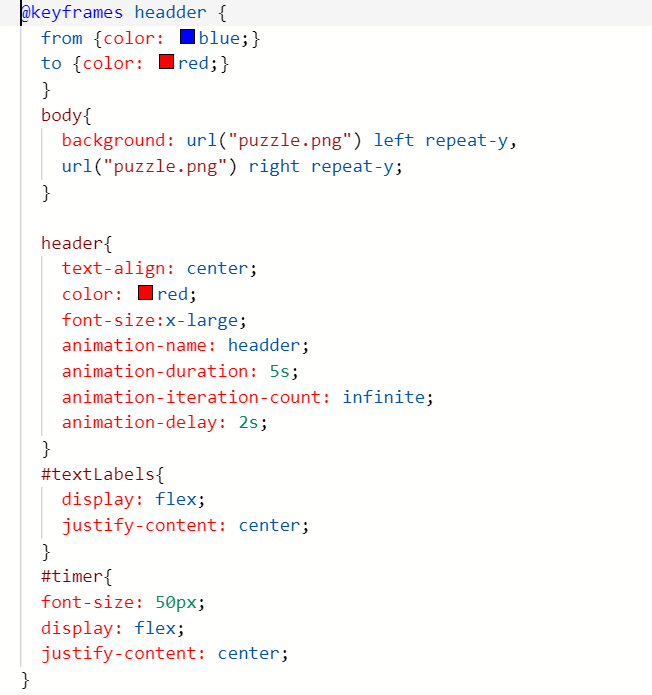 @keyframes headder {
from {color: blue;}
to {color: red;}
}
body{
background: url("puzzle.png") left repeat-y,
url("puzzle.png") right repeat-y;
}
header{
text-align: center;
color: red;
font-size:x-large;
animation-name: headder;
animation-duration: 5s;
animation-iteration-count: infinite;
animation-delay: 2s;
}
#textLabels{
display: flex;
justify-content: center;
}
#timer{
font-size: 50px;
display: flex;
justify-content: center;
}